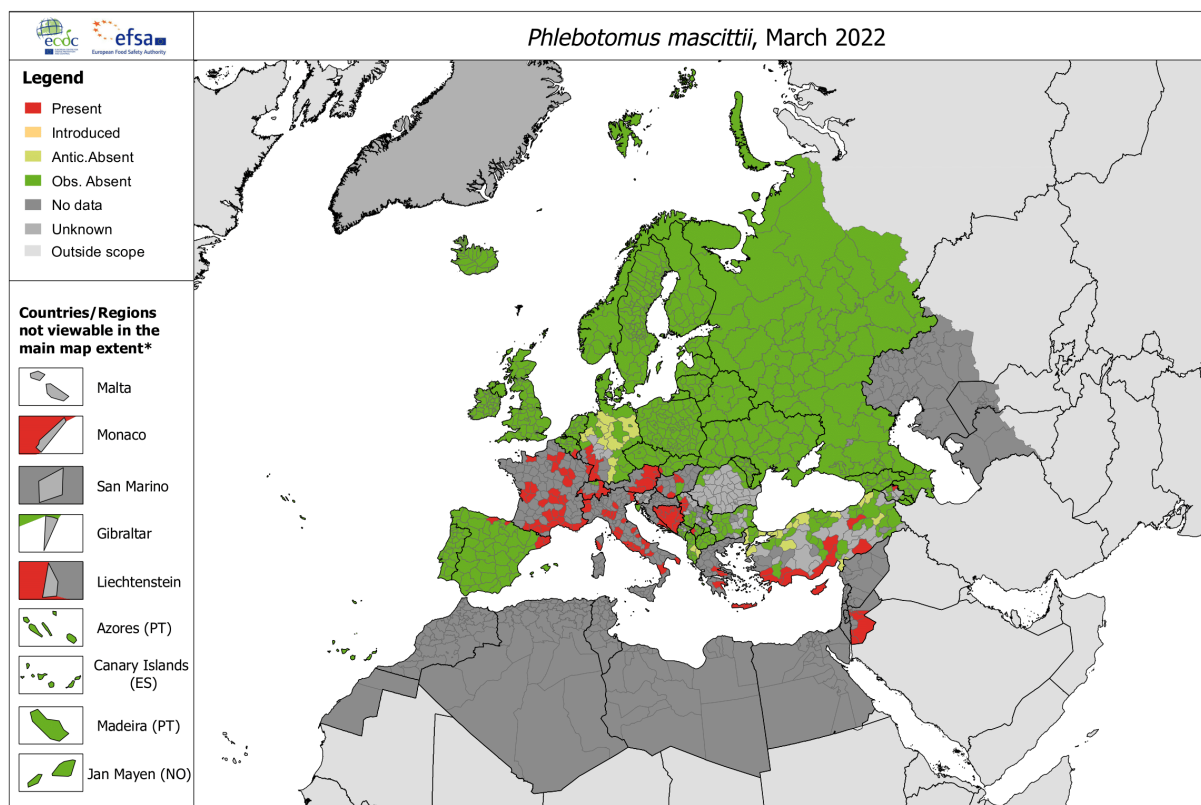 ecdc
efsa
European Food Safety Authority
Phlebotomus mascittii, March 2022
Legend
Present
Introduced
Antic.Absent
Obs. Absent
No data
Unknown
Outside scope
Countries/Regions
not viewable in the
main map extent*
Malta
Monaco
San Marino
Gibraltar
Liechtenstein
Azores (PT)
Canary Islands
(ES)
Madeira (PT)
Jan Mayen (NO)